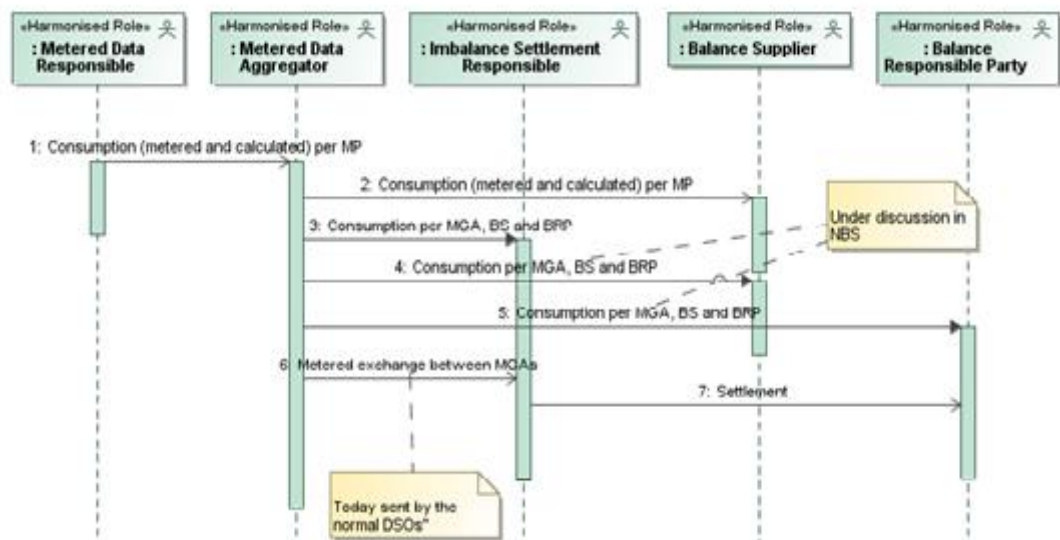 «Harmonised Role»
: Metered Data
Responsible
«Harmonised Role»
: Metered Data
Aggregator
«Harmonised Role»
: Imbalance Settlement
Responsible
«Harmonised Role»
: Balance Supplier
«Harmonised Role»
: Balance
Responsible Party
1: Consumption (metered and calculated) per MP
2: Consumption (metered and calculated) per MP
Under discussion in
NBS
3: Consumption per MGA, BS and BRP
4: Consumption per MGA, BS and BRP
5: Consumption per MGA, BS and BRP
6: Metered exchange between MGAs
7: Settlement
Today sent by the
normal DSOs"